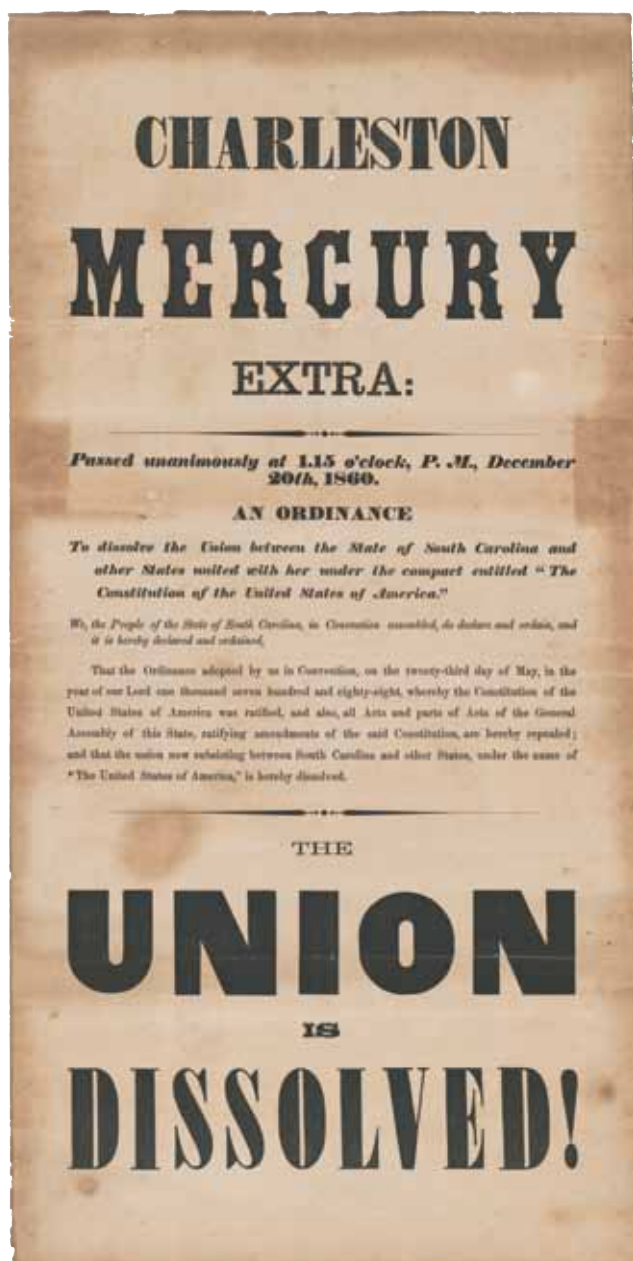 CHARLESTON
MERCURY
EXTRA:
Passed unanimously at 1.15 o'clock, P. M., December
20th, 1860.
AN ORDINANCE
To dissolve the Union between the State of South Carolina and
other States united with her under the compact entitled "The
Constitution of the United States of America."
We, the People of the State of South Carolina, in Convention assembled, do declare and ordain, and
it is hereby declared and ordained,
That the Ordinance adopted by us in Convention, on the twenty-third day of May, in the
year of our Lord one thousand seven hundred and eighty-eight, whereby the Constitution of the
United States of America was ratified, and also, all Acts and parts of Acts of the General
Assembly of this State, ratifying amendments of the said Constitution, are hereby repealed;
and that the union now subsisting between South Carolina and other States, under the name of
"The United States of America," is hereby dissolved.
THE
UNION
IS
DISSOLVED!